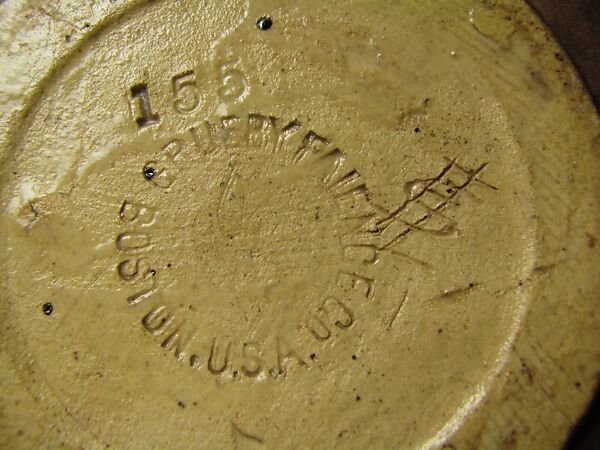 155
GRUEBY FAIENCE CO.
BOSTON. U.S.A.